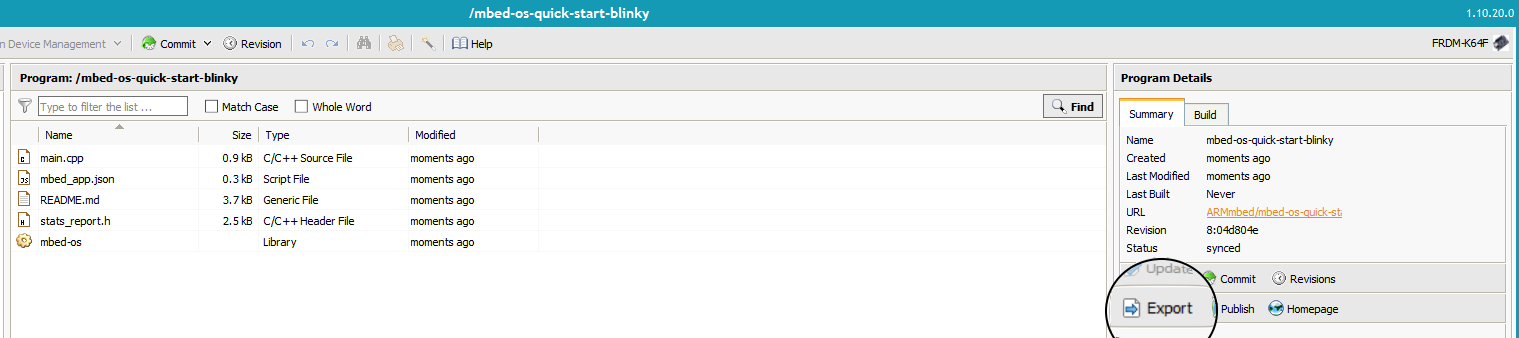 /mbed-os-quick-start-blinky 1.10.20.0
n Device Management Commit Revision Help FRDM-K64F
Program: /mbed-os-quick-start-blinky
Type to filter the list ... Match Case Whole Word Find
Name Size Type Modified
main.cpp 0.9 kB C/C++ Source File moments ago
mbed_app.json 0.3 kB Script File moments ago
README.md 3.7 kB Generic File moments ago
stats_report.h 2.5 kB C/C++ Header File moments ago
mbed-os Library moments ago
Program Details
Summary Build
Name mbed-os-quick-start-blinky
Created moments ago
Last Modified moments ago
Last Built Never
URL ARMmbed/mbed-os-quick-st
Revision 8:04d804e
Status synced
Update Commit Revisions
Export Publish Homepage